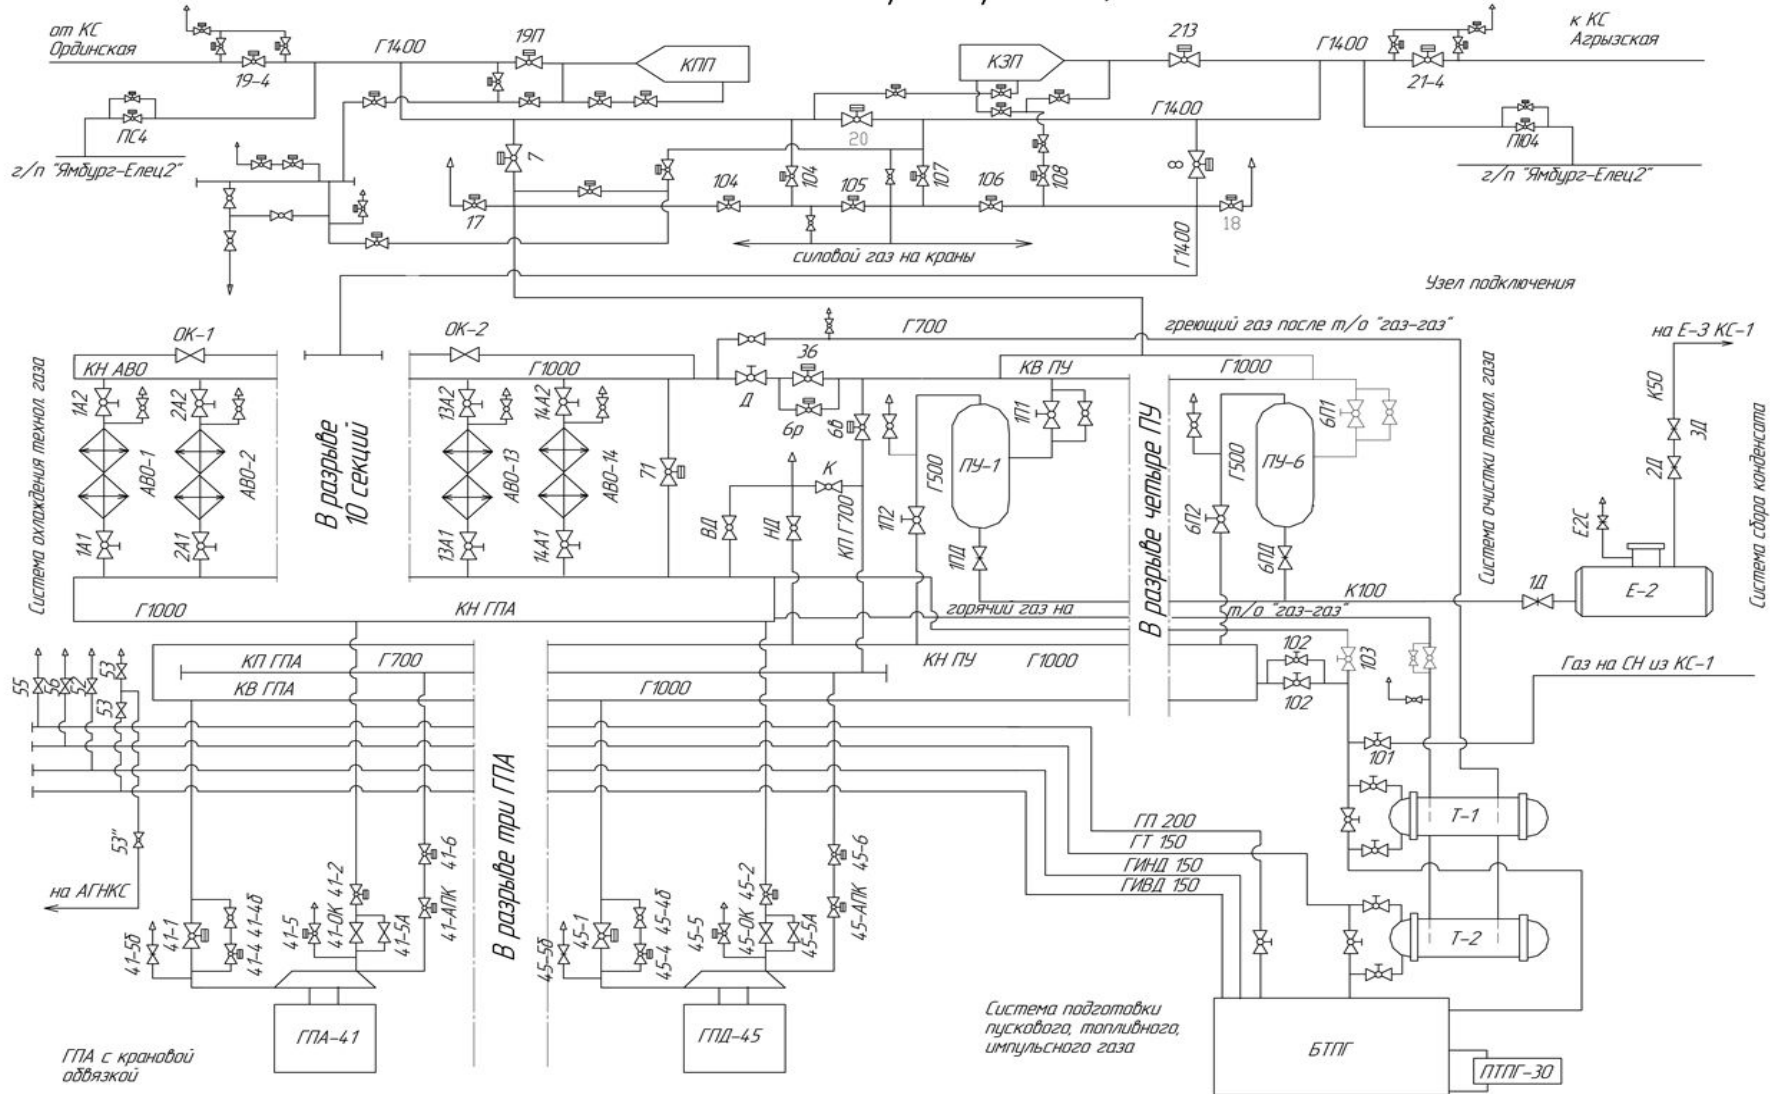 от КС
Ординская
Г1400
19П
КПП
КЗП
213
Г1400
к КС
Агрызская
19-4
21-4
ПС4
г/п "Ямбург-Елец2"
20
Г1400
ПЮ4
г/п "Ямбург-Елец2"
7
104
107
108
8
17
104
105
106
18
силовой газ на краны
Г1400
Узел подключения
ОК-1
ОК-2
Г700
греющий газ после т/о "газ-газ"
на Е-3 КС-1
КН АВО
Г1000
3б
КВ ПУ
Г1000
К50
1А2
2А2
13А2
14А2
Д
6р
6в
1П1
6П1
3Д
2Д
Система охлаждения технол. газа
АВО-1
АВО-2
В разрыве
10 секций
АВО-13
АВО-14
71
К
Г500
ПУ-1
В разрыве четыре ПУ
Г500
ПУ-6
Система очистки технол. газа
Система сбора конденсата
1А1
2А1
13А1
14А1
ВД
НД
КП Г700
1П2
1ПД
6П2
6ПД
Е2С
1Д
Е-2
К100
Г1000
КН ГПА
горячий газ на
т/о "газ-газ"
КП ГПА
Г700
КН ПУ
Г1000
102
103
Газ на СН из КС-1
КВ ГПА
Г1000
102
55
56
52
53
53
101
53"
на АГНКС
В разрыве три ГПА
ГП 200
ГТ 150
ГИНД 150
ГИВД 150
Т-1
Т-2
41-5б
41-1
41-4
41-4б
41-5
41-ОК
41-2
41-5А
41-АПК
41-6
45-5б
45-1
45-4
45-4б
45-5
45-ОК
45-2
45-5А
45-АПК
45-6
ГПА-41
ГПД-45
Система подготовки
пускового, топливного,
импульсного газа
БТПГ
ПТПГ-30
ГПА с крановой
обвязкой